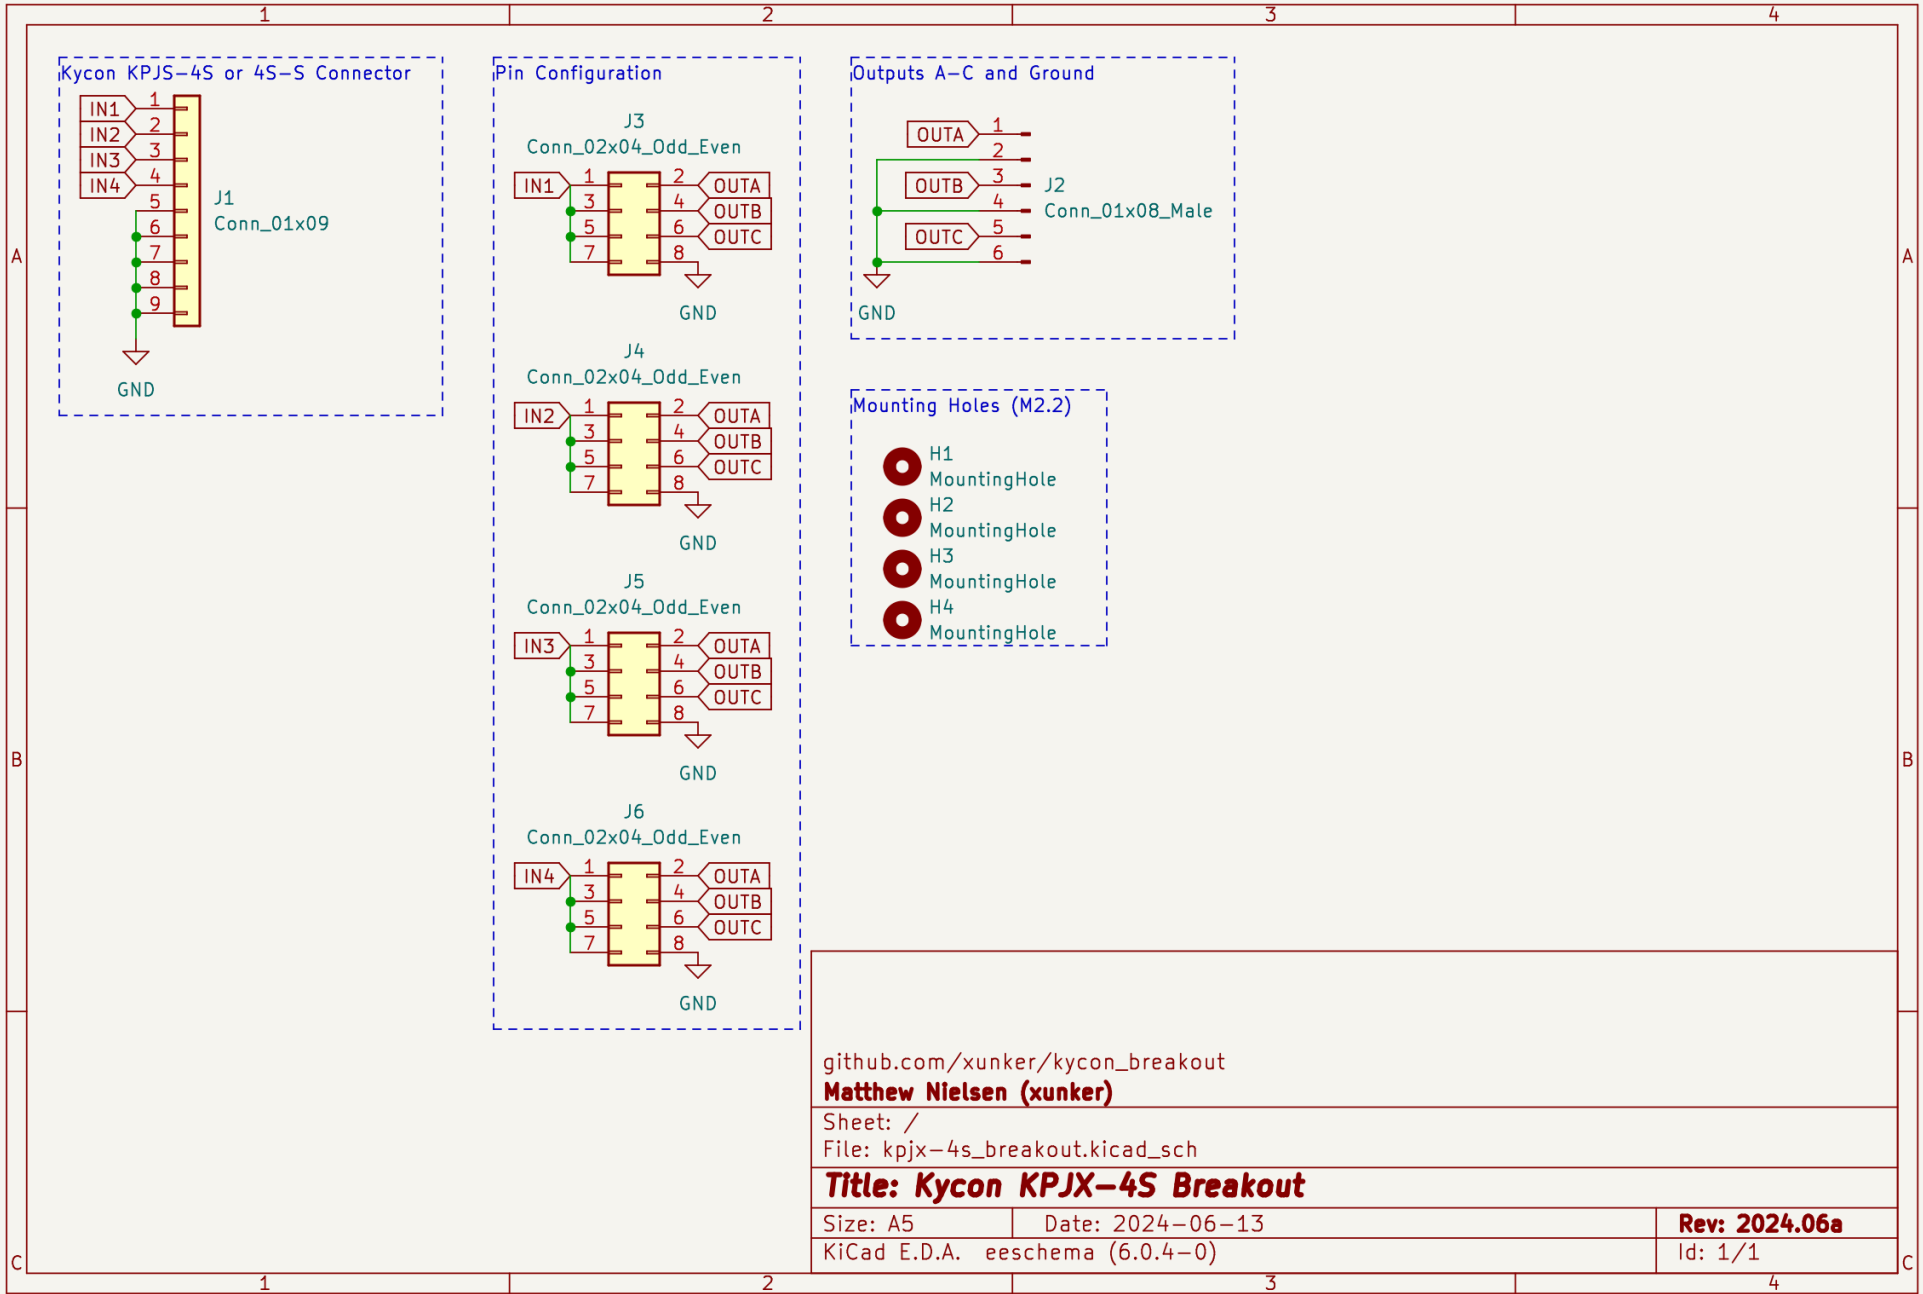 1 2 3 4
Kycon KPJS-4S or 4S-S Connector
IN1 1
IN2 2
IN3 3
IN4 4
5
6
7
8
9
J1
Conn_01x09
GND
Pin Configuration
J3
Conn_02x04_Odd_Even
IN1 1 2 OUTA
3 4 OUTB
5 6 OUTC
7 8
GND
J4
Conn_02x04_Odd_Even
IN2 1 2 OUTA
3 4 OUTB
5 6 OUTC
7 8
GND
J5
Conn_02x04_Odd_Even
IN3 1 2 OUTA
3 4 OUTB
5 6 OUTC
7 8
GND
J6
Conn_02x04_Odd_Even
IN4 1 2 OUTA
3 4 OUTB
5 6 OUTC
7 8
GND
Outputs A-C and Ground
OUTA 1
2
OUTB 3
4
OUTC 5
6
J2
Conn_01x08_Male
GND
Mounting Holes (M2.2)
H1
MountingHole
H2
MountingHole
H3
MountingHole
H4
MountingHole
A A
B B
C C
github.com/xunker/kycon_breakout
Matthew Nielsen (xunker)
Sheet: /
File: kpjx-4s_breakout.kicad_sch
Title: Kycon KPJX-4S Breakout
Size: A5 Date: 2024-06-13 Rev: 2024.06a
KiCad E.D.A. eeschema (6.0.4-0) Id: 1/1
1 2 3 4